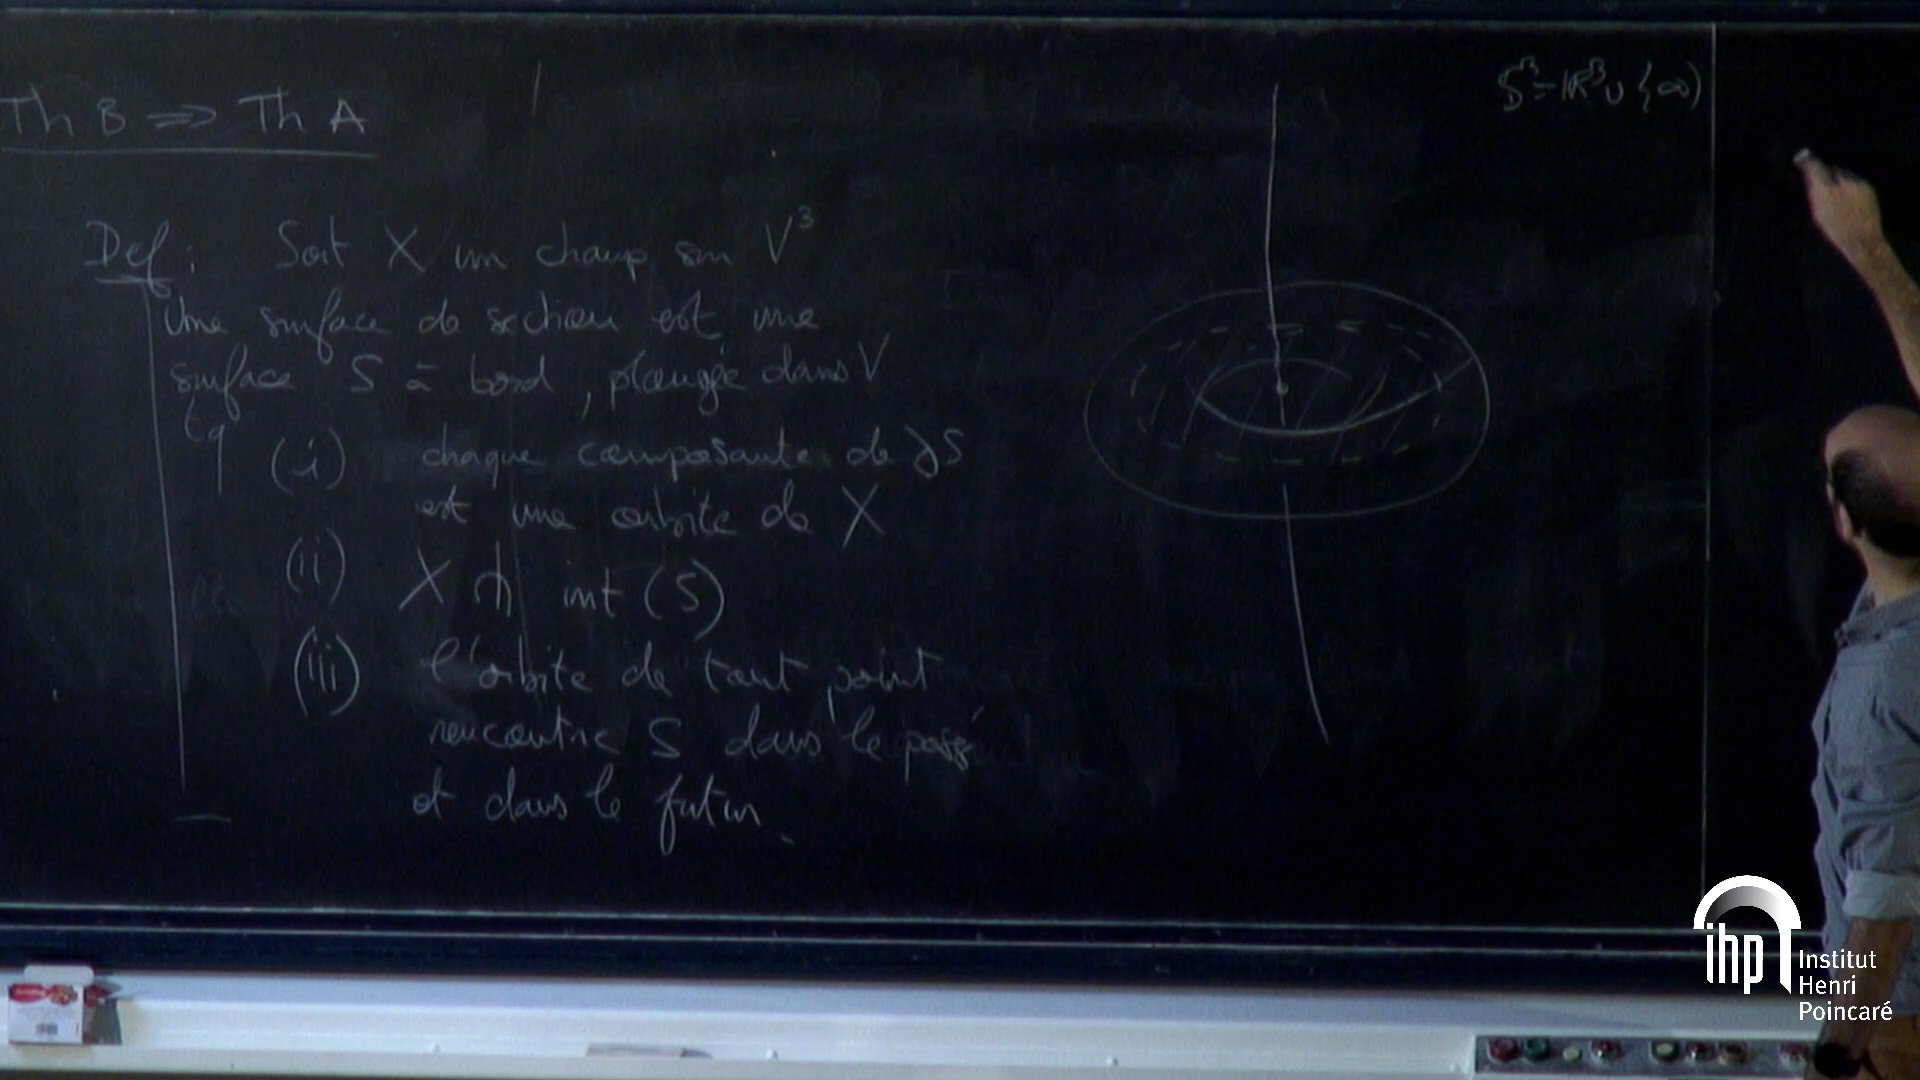 Th B ⇒ Th A
S³=ℝ³∪{∞}
Def: Soit X un champ sur V³
Une surface de section est une
surface S à bord, plongée dans V
tq
(i) chaque composante de ∂S
est une orbite de X
(ii) X ⋔ int (S)
(iii) l'orbite de tout point
rencontre S dans le passé
et dans le futur.
ihp Institut
Henri
Poincaré